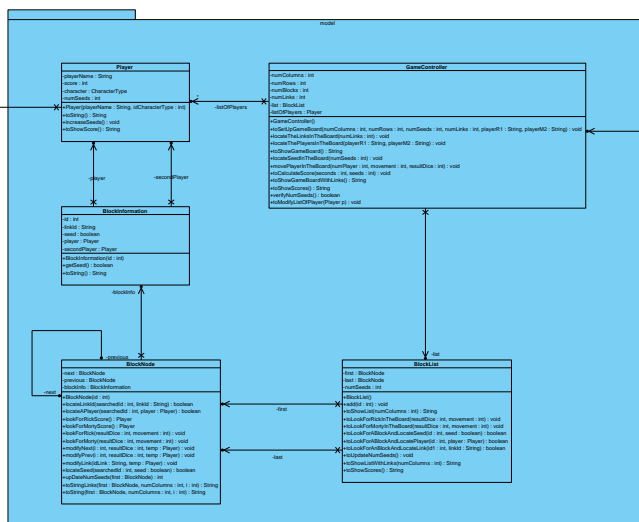 model
Player
-playerName : String
-score : int
-character : CharacterType
-numSeeds : int
+Player(playerName : String, idCharacterType : int)
+toString() : String
+increaseSeeds() : void
+toShowScore() : String
GameController
-numColumns : int
-numRows : int
-numBlocks : int
-numLinks : int
-list : BlockList
-listOfPlayers : Player
+GameController()
+toSetUpGameBoard(numColumns : int, numRows : int, numSeeds : int, numLinks : int, playerR1 : String, playerM2 : String) : void
+locateTheLinksInTheBoard(numLinks : int) : void
+locateThePlayersInTheBoard(playerR1 : String, playerM2 : String) : void
+toShowGameBoard() : String
+locateSeedInTheBoard(numSeeds : int) : void
+movePlayerInTheBoard(numPlayer : int, movement : int, resultDice : int) : void
+toCalculateScore(seconds : int, seeds : int) : void
+toShowGameBoardWithLinks() : String
+toShowScores() : String
+verifyNumSeeds() : boolean
+toModifyListOfPlayer(Player p) : void
*
-listOfPlayers
-player
-secondPlayer
BlockInformation
-id : int
-linkId : String
-seed : boolean
-player : Player
-secondPlayer : Player
+BlockInformation(id : int)
+getSeed() : boolean
+toString() : String
-blockInfo
-list
-previous
-next
BlockNode
-next : BlockNode
-previous : BlockNode
-blockInfo : BlockInformation
+BlockNode(id : int)
+locateLinkId(searchedId : int, linkId : String) : boolean
+locateAPlayer(searchedId : int, player : Player) : boolean
+lookForRickScore() : Player
+lookForMortyScore() : Player
+lookForRick(resultDice : int, movement : int) : void
+lookForMorty(resultDice : int, movement : int) : void
+modifyNext(i : int, resultDice : int, temp : Player) : void
+modifyPrev(i : int, resultDice : int, temp : Player) : void
+modifyLink(idLink : String, temp : Player) : void
+locateSeed(searchedId : int, seed : boolean) : boolean
+upDateNumSeeds(first : BlockNode) : int
+toStringLinks(first : BlockNode, numColumns : int, i : int) : String
+toString(first : BlockNode, numColumns : int, i : int) : String
-first
-last
BlockList
-first : BlockNode
-last : BlockNode
-numSeeds : int
+BlockList()
+add(id : int) : void
+toShowList(numColumns : int) : String
+toLookForRickInTheBoard(resultDice : int, movement : int) : void
+toLookForMortyInTheBoard(resultDice : int, movement : int) : void
+toLookForABlockAndLocateSeed(id : int, seed : boolean) : boolean
+toLookForABlockAndLocatePlayer(id : int, player : Player) : boolean
+toLookForABlockAndLocateLink(id1 : int, linkId : String) : boolean
+toUpdateNumSeeds() : void
+toShowListWithLinks(numColumns : int) : String
+toShowScores() : String